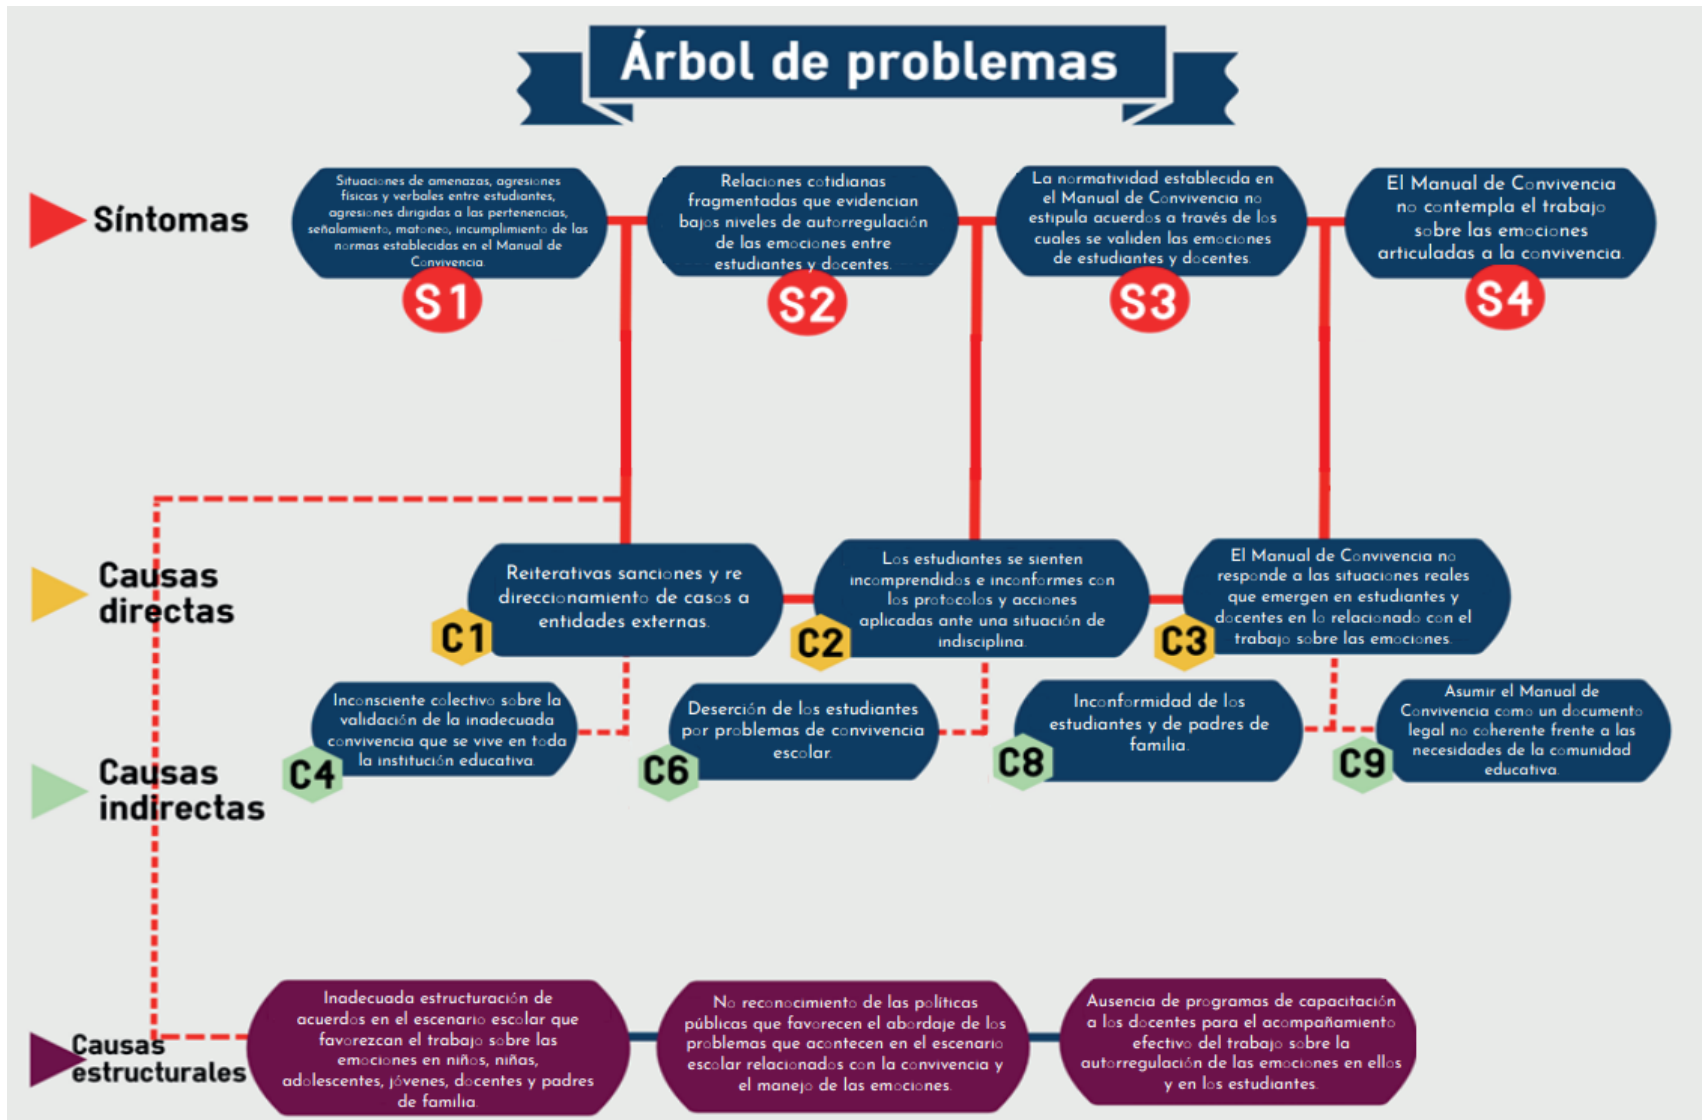 Árbol de problemas
Síntomas
Situaciones de amenazas, agresiones
físicas y verbales entre estudiantes,
agresiones dirigidas a las pertenencias,
señalamiento, matoneo, incumplimiento de las
normas establecidas en el Manual de
Convivencia.
S1
Relaciones cotidianas
fragmentadas que evidencian
bajos niveles de autorregulación
de las emociones entre
estudiantes y docentes.
S2
La normatividad establecida en
el Manual de Convivencia no
estipula acuerdos a través de los
cuales se validen las emociones
de estudiantes y docentes.
S3
El Manual de Convivencia
no contempla el trabajo
sobre las emociones
articuladas a la convivencia.
S4
Causas
directas
Reiterativas sanciones y re
direccionamiento de casos a
entidades externas.
C1
Los estudiantes se sienten
incomprendidos e inconformes con
los protocolos y acciones
aplicadas ante una situación de
indisciplina.
C2
El Manual de Convivencia no
responde a las situaciones reales
que emergen en estudiantes y
docentes en lo relacionado con el
trabajo sobre las emociones.
C3
Causas
indirectas
Inconsciente colectivo sobre la
validación de la inadecuada
convivencia que se vive en toda
la institución educativa.
C4
Deserción de los estudiantes
por problemas de convivencia
escolar.
C6
Inconformidad de los
estudiantes y de padres de
familia.
C8
Asumir el Manual de
Convivencia como un documento
legal no coherente frente a las
necesidades de la comunidad
educativa.
C9
Causas
estructurales
Inadecuada estructuración de
acuerdos en el escenario escolar que
favorezcan el trabajo sobre las
emociones en niños, niñas,
adolescentes, jóvenes, docentes y padres
de familia.
No reconocimiento de las políticas
públicas que favorecen el abordaje de los
problemas que acontecen en el escenario
escolar relacionados con la convivencia y
el manejo de las emociones.
Ausencia de programas de capacitación
a los docentes para el acompañamiento
efectivo del trabajo sobre la
autorregulación de las emociones en ellos
y en los estudiantes.